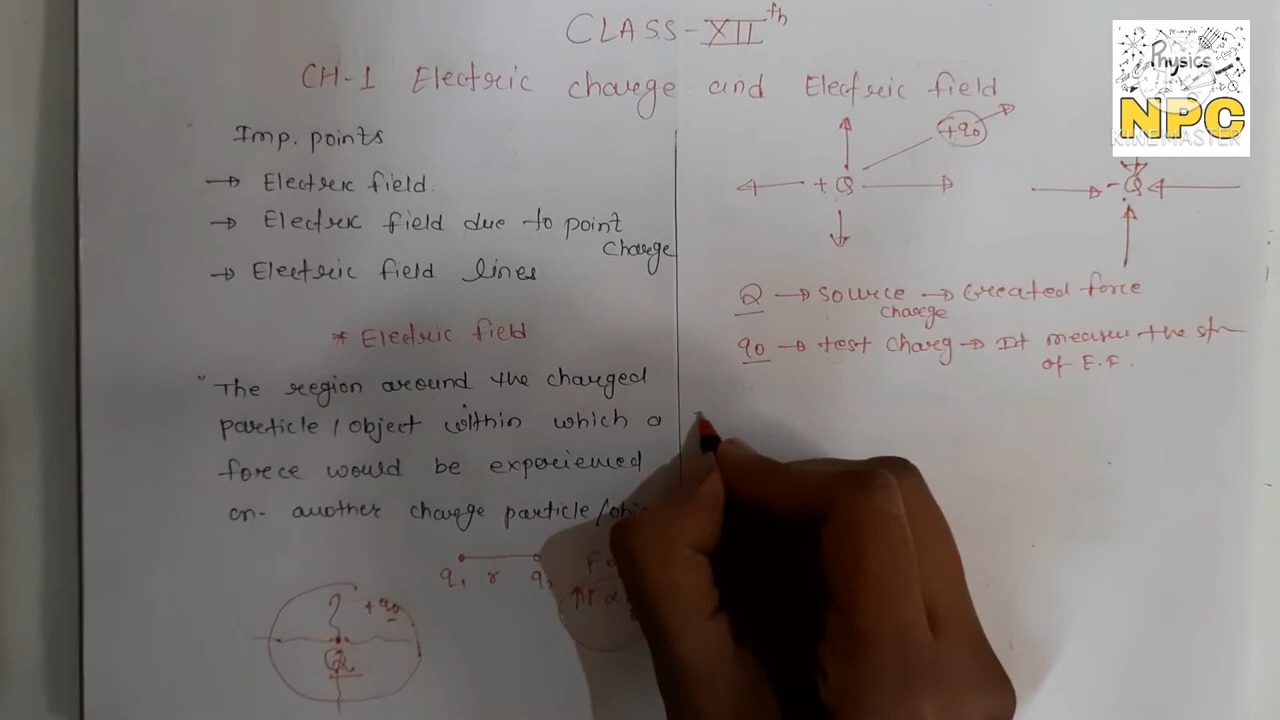 CLASS-XIIth
CH-1 Electric charge and Electric field
Imp. points
→ Electric field.
→ Electric field due to point
charge
→ Electric field lines
* Electric field
"The region around the charged
particle/object within which a
force would be experienced
on- another charge particle/
q1 r q
+q0
Q
+q0
+Q
-Q
Q → source → Created force
charge
q0 → test charg → It measure the
of E.F.
Physics
NPC
KINEMASTER